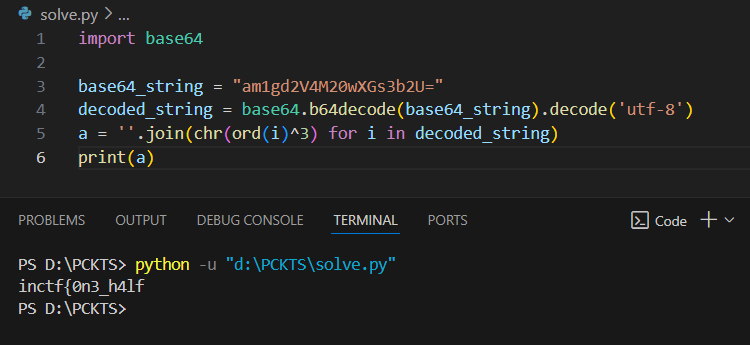 solve.py > ...
1 import base64
2
3 base64_string = "am1gd2V4M20wXGs3b2U="
4 decoded_string = base64.b64decode(base64_string).decode('utf-8')
5 a = ''.join(chr(ord(i)^3) for i in decoded_string)
6 print(a)
PROBLEMS OUTPUT DEBUG CONSOLE TERMINAL PORTS Code
PS D:\PCKTS> python -u "d:\PCKTS\solve.py"
inctf{0n3_h4lf
PS D:\PCKTS>